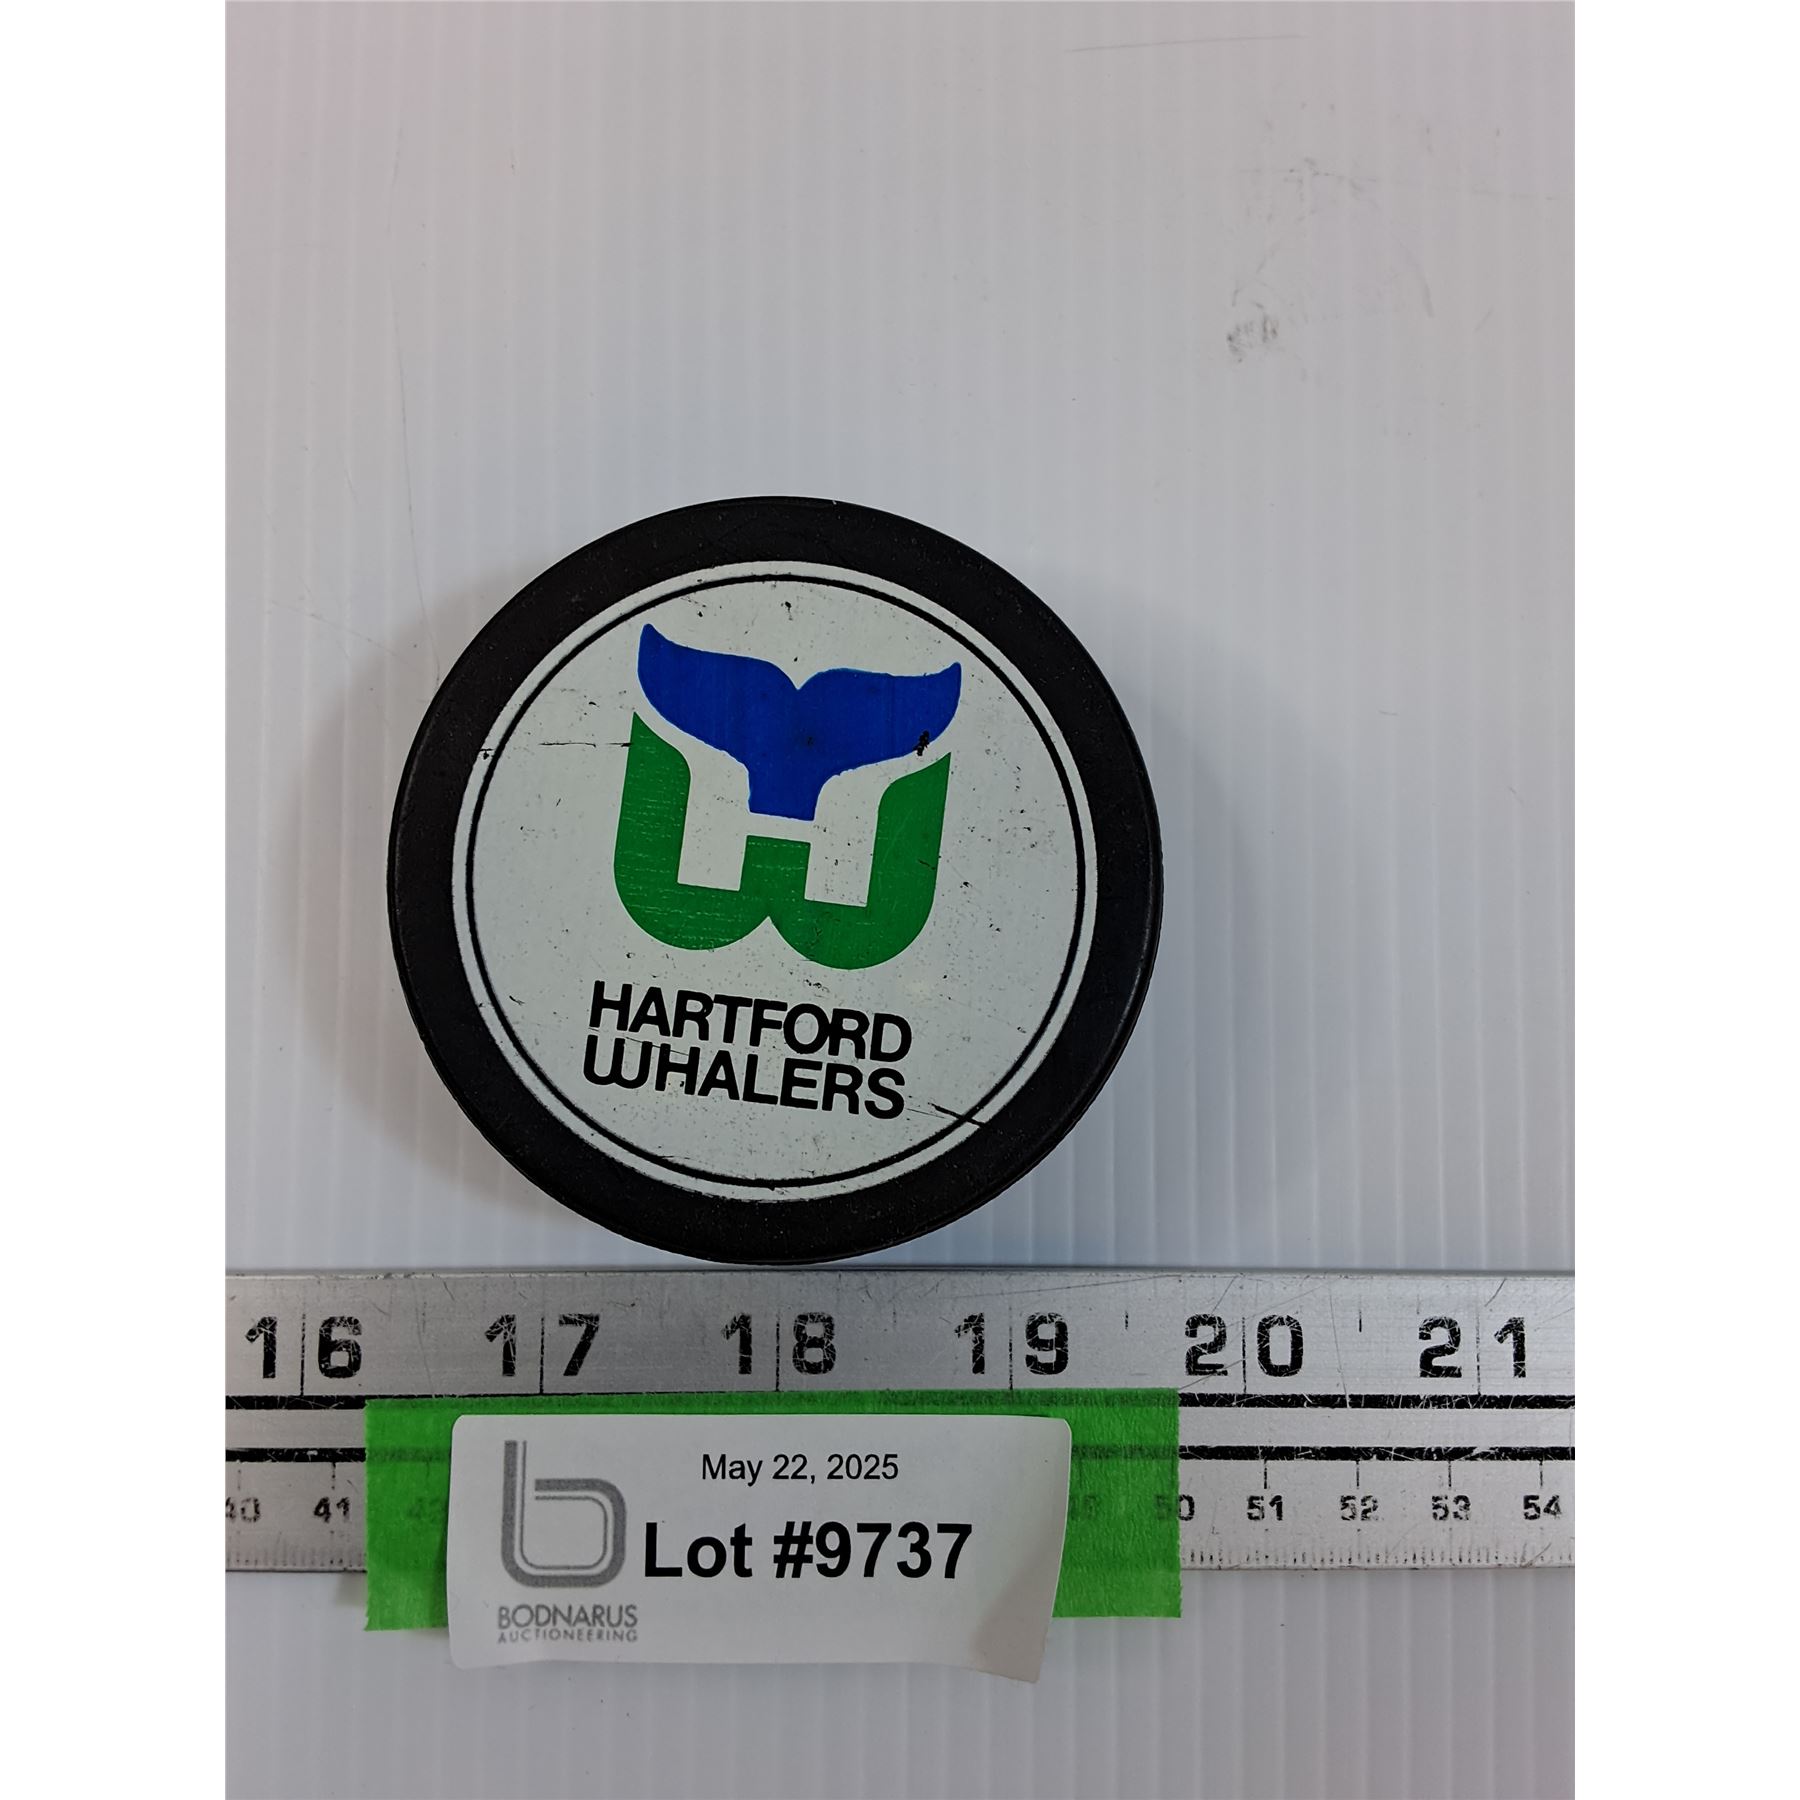 HARTFORD
WHALERS
16 17 18 19 20 21
May 22, 2025
Lot #9737
BODNARUS
AUCTIONEERING
40 41 50 51 52 53 54